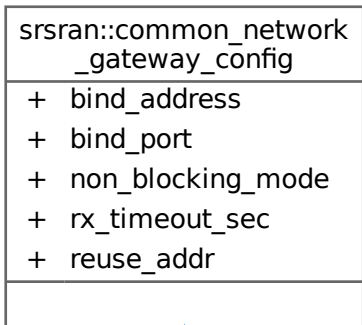 srsran::common_network
_gateway_config
+ bind_address
+ bind_port
+ non_blocking_mode
+ rx_timeout_sec
+ reuse_addr